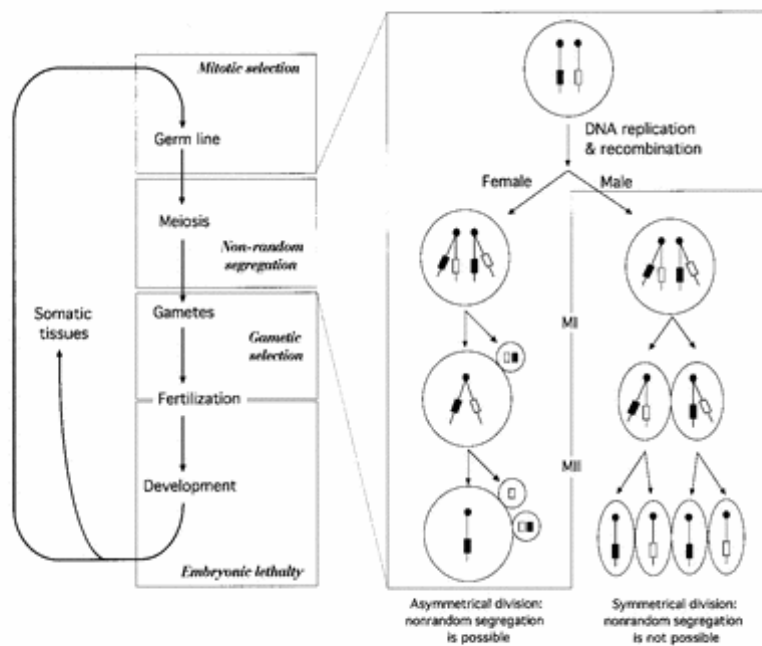 Mitotic selection
Germ line
Meiosis
Non-random
segregation
Gametes
Somatic
tissues
Gametic
selection
Fertilization
Development
Embryonic lethalty
DNA replication
& recombination
Female
Male
MI
MII
Asymmetrical division:
nonrandom segregation
is possible
Symmetrical division:
nonrandom segregation
is not possible